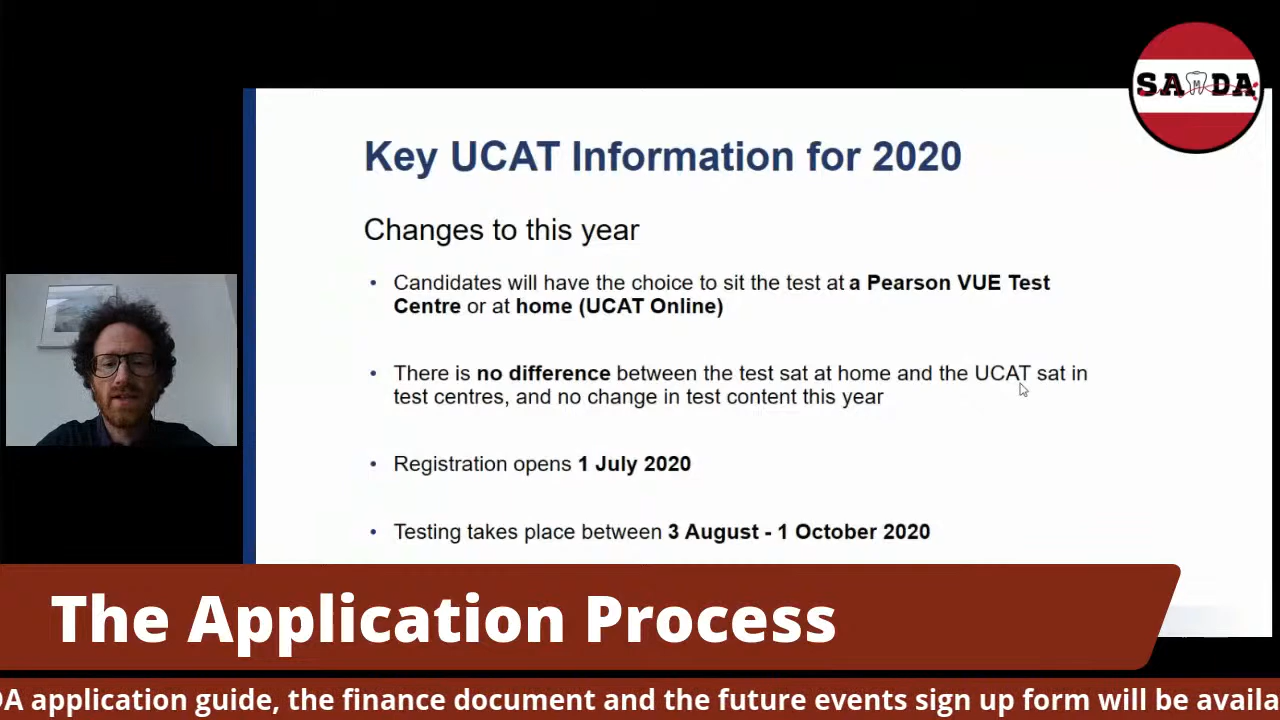 SAMDA
Key UCAT Information for 2020
Changes to this year
• Candidates will have the choice to sit the test at a Pearson VUE Test
Centre or at home (UCAT Online)
• There is no difference between the test sat at home and the UCAT sat in
test centres, and no change in test content this year
• Registration opens 1 July 2020
• Testing takes place between 3 August - 1 October 2020
The Application Process
DA application guide, the finance document and the future events sign up form will be availa